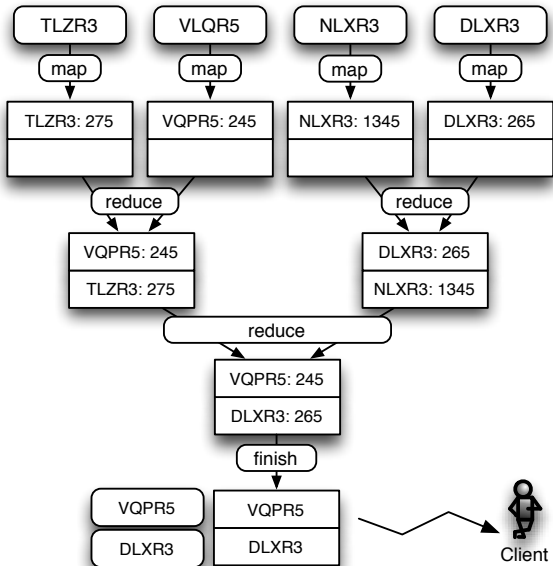 TLZR3 VLQR5 NLXR3 DLXR3
map map map map
TLZR3: 275 VQPR5: 245 NLXR3: 1345 DLXR3: 265
reduce reduce
VQPR5: 245 DLXR3: 265
TLZR3: 275 NLXR3: 1345
reduce
VQPR5: 245
DLXR3: 265
finish
VQPR5 VQPR5
DLXR3 DLXR3
Client